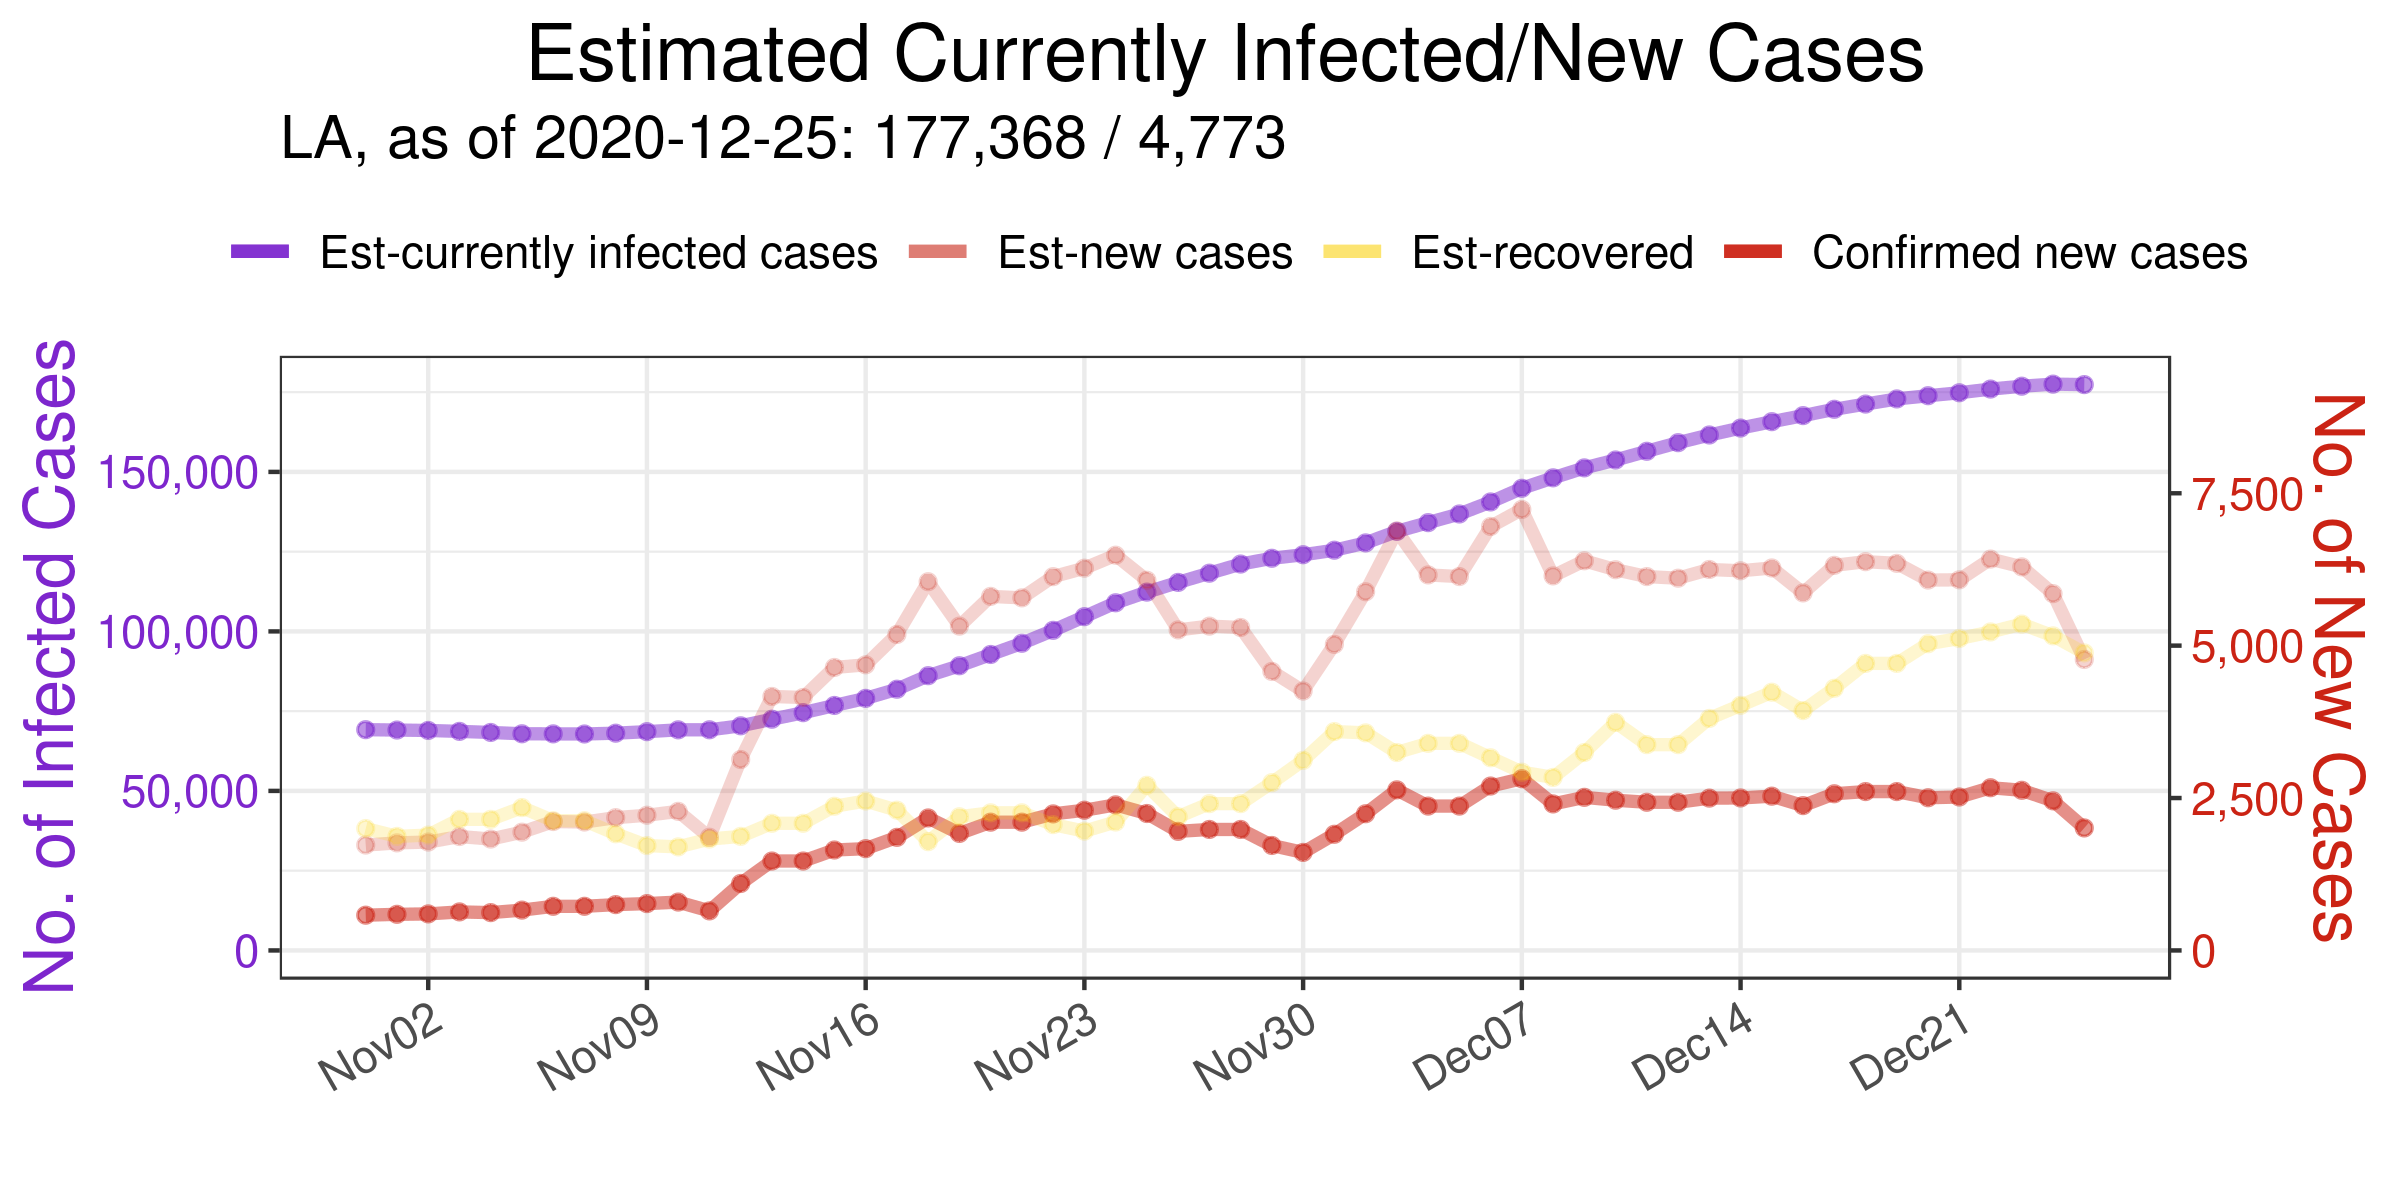 Estimated Currently Infected/New Cases
LA, as of 2020-12-25: 177,368 / 4,773
Est-currently infected cases Est-new cases Est-recovered Confirmed new cases
No. of Infected Cases
150,000
100,000
50,000
0
7,500
5,000
2,500
0
No. of New Cases
Nov02 Nov09 Nov16 Nov23 Nov30 Dec07 Dec14 Dec21